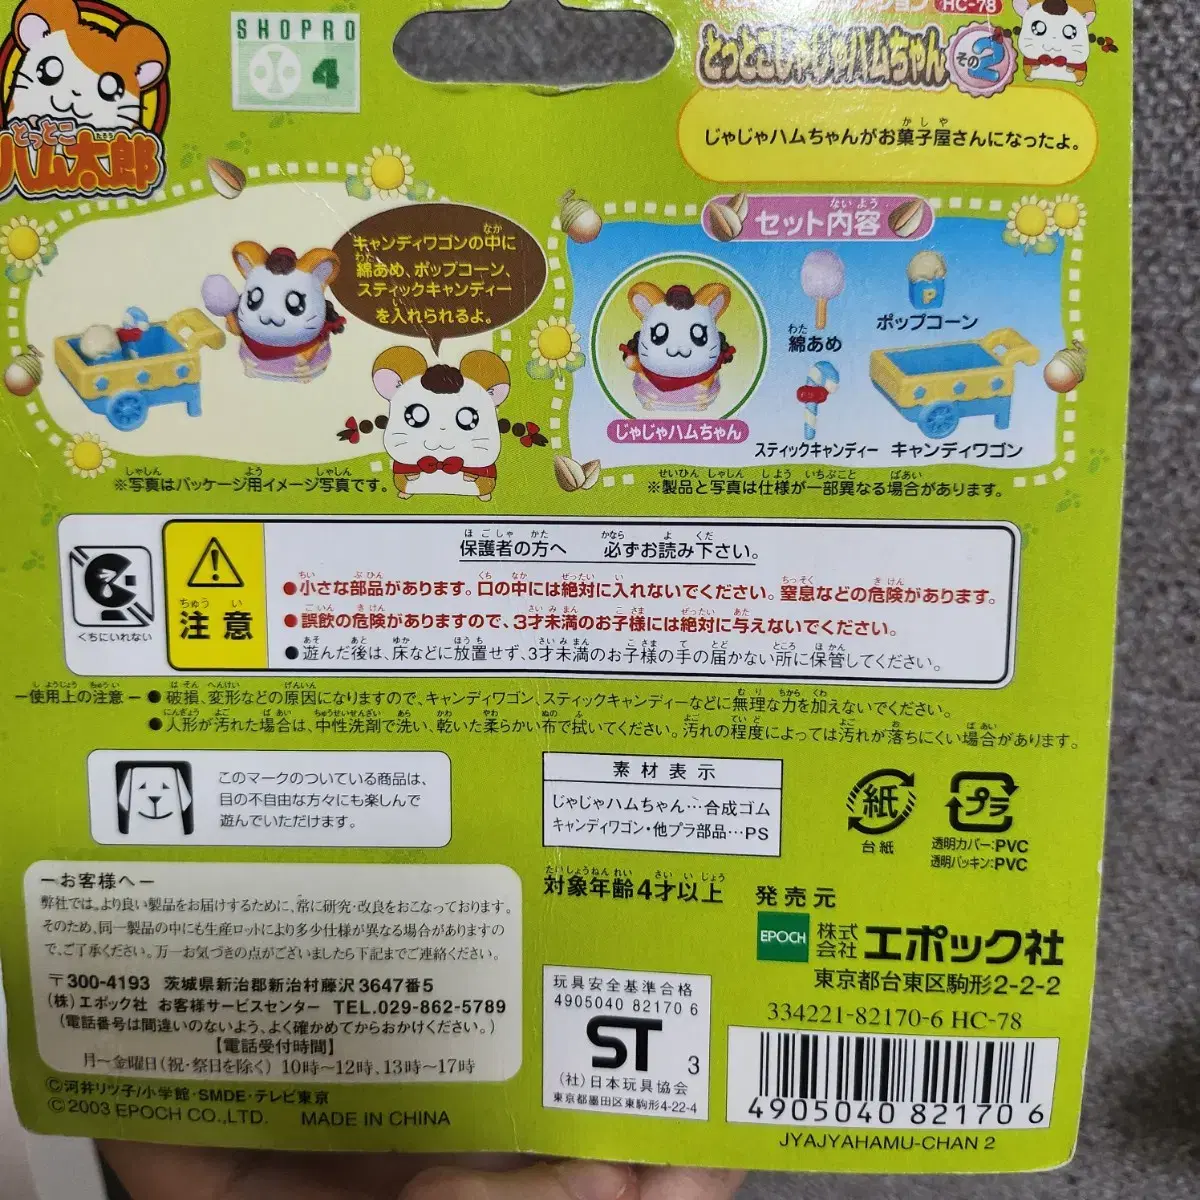 とっとこ
ハム太郎
SHOPRO
4
HC-78
とっとこじゃじゃハムちゃん その2
じゃじゃハムちゃんがお菓子屋さんになったよ。
キャンディワゴンの中に
綿あめ、ポップコーン、
スティックキャンディー
を入れられるよ。
※写真はパッケージ用イメージ写真です。
セット内容
じゃじゃハムちゃん
綿あめ
ポップコーン
P
スティックキャンディー
キャンディワゴン
※製品と写真は仕様が一部異なる場合があります。
くちにいれない
注意
保護者の方へ 必ずお読み下さい。
●小さな部品があります。口の中には絶対に入れないでください。窒息などの危険があります。
●誤飲の危険がありますので、3才未満のお子様には絶対に与えないでください。
●遊んだ後は、床などに放置せず、3才未満のお子様の手の届かない所に保管してください。
ー使用上の注意ー ●破損、変形などの原因になりますので、キャンディワゴン、スティックキャンディーなどに無理な力を加えないでください。
●人形が汚れた場合は、中性洗剤で洗い、乾いた柔らかい布で拭いてください。汚れの程度によっては汚れが落ちにくい場合があります。
このマークのついている商品は、
目の不自由な方々にも楽しんで
遊んでいただけます。
素材表示
じゃじゃハムちゃん…合成ゴム
キャンディワゴン・他プラ部品…PS
紙
台紙
プラ
透明カバー:PVC
透明パッキン:PVC
対象年齢4才以上
ーお客様へー
弊社では、より良い製品をお届けするために、常に研究・改良をおこなっております。
そのため、同一製品の中にも生産ロットにより多少仕様が異なる場合がありますの
で、ご了承ください。万一お気づきの点がございましたら下記までご連絡ください。
〒300-4193 茨城県新治郡新治村藤沢3647番5
(株)エポック社 お客様サービスセンター TEL.029-862-5789
(電話番号は間違いのないよう、よく確かめてからおかけください。)
【電話受付時間】
月〜金曜日(祝・祭日を除く) 10時〜12時、13時〜17時
©河井リツ子/小学館・SMDE・テレビ東京
©2003 EPOCH CO.,LTD. MADE IN CHINA
発売元
EPOCH 株式会社 エポック社
東京都台東区駒形2-2-2
334221-82170-6 HC-78
玩具安全基準合格
4905040 82170 6
ST 3
(社)日本玩具協会
東京都墨田区東駒形4-22-4
4905040 821706
JYAJYAHAMU-CHAN 2